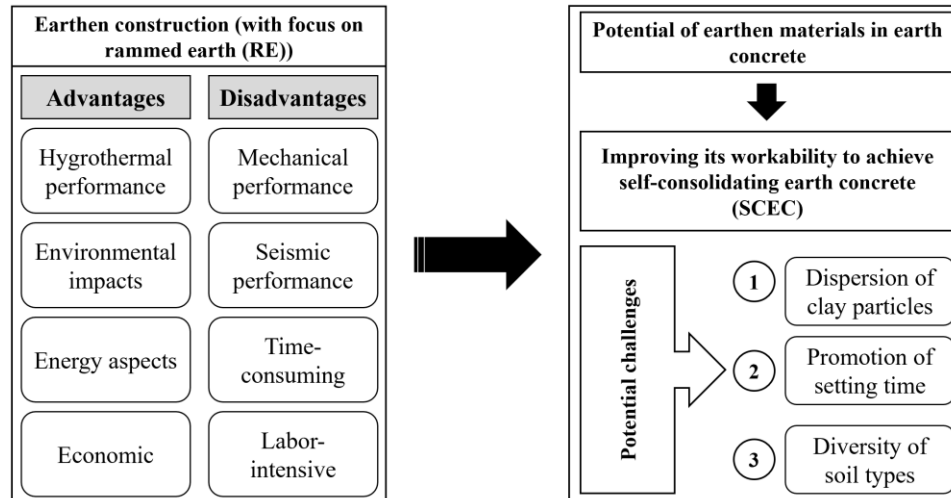 Earthen construction (with focus on
rammed earth (RE))
Advantages
Disadvantages
Hygrothermal
performance
Mechanical
performance
Environmental
impacts
Seismic
performance
Energy aspects
Time-
consuming
Economic
Labor-
intensive
Potential of earthen materials in earth
concrete
Improving its workability to achieve
self-consolidating earth concrete
(SCEC)
Potential challenges
1
Dispersion of
clay particles
2
Promotion of
setting time
3
Diversity of
soil types